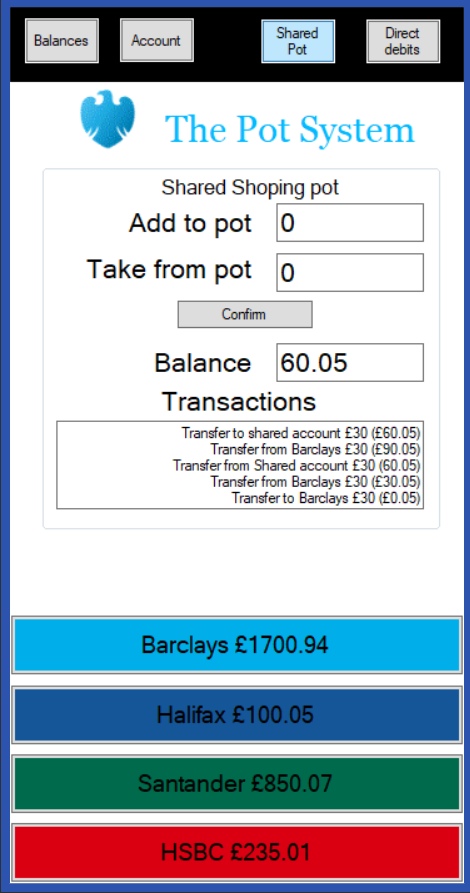 Balances
Account
Shared
Pot
Direct
debits
The Pot System
Shared Shoping pot
Add to pot 0
Take from pot 0
Confirm
Balance 60.05
Transactions
Transfer to shared account £30 (£60.05)
Transfer from Barclays £30 (£90.05)
Transfer from Shared account £30 (60.05)
Transfer from Barclays £30 (£30.05)
Transfer to Barclays £30 (£0.05)
Barclays £1700.94
Halifax £100.05
Santander £850.07
HSBC £235.01